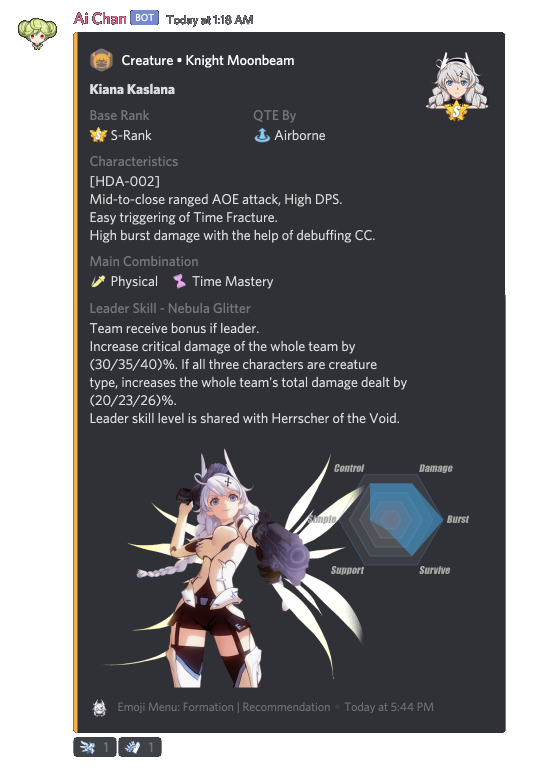 Ai Chan BOT Today at 1:18 AM
Creature • Knight Moonbeam
Kiana Kaslana
Base Rank QTE By
S-Rank Airborne
Characteristics
[HDA-002]
Mid-to-close ranged AOE attack, High DPS.
Easy triggering of Time Fracture.
High burst damage with the help of debuffing CC.
Main Combination
Physical Time Mastery
Leader Skill - Nebula Glitter
Team receive bonus if leader.
Increase critical damage of the whole team by
(30/35/40)%. If all three characters are creature
type, increases the whole team's total damage dealt by
(20/23/26)%.
Leader skill level is shared with Herrscher of the Void.
Control Damage
Simple Burst
Support Survive
Emoji Menu: Formation | Recommendation • Today at 5:44 PM
1 1